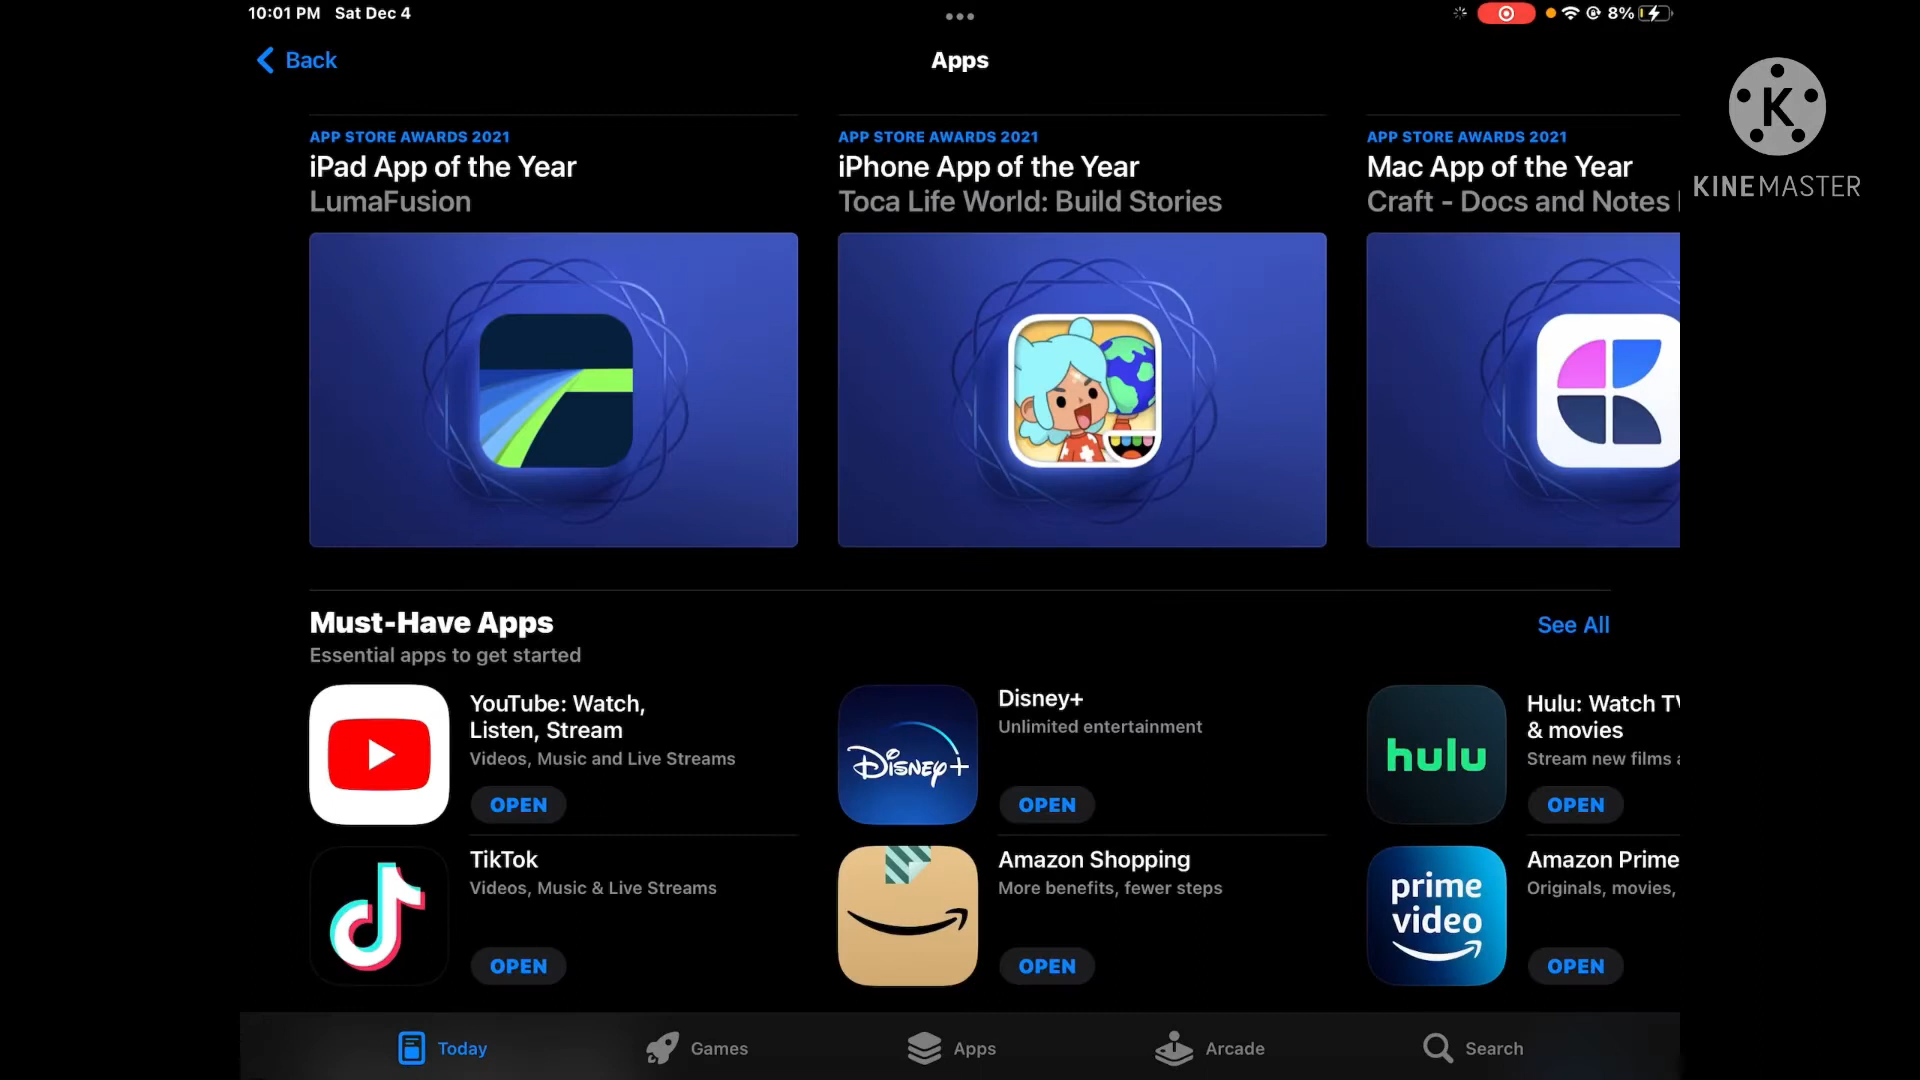 10:01 PM Sat Dec 4
8%
Back
Apps
K
KINEMASTER
APP STORE AWARDS 2021
iPad App of the Year
LumaFusion
APP STORE AWARDS 2021
iPhone App of the Year
Toca Life World: Build Stories
APP STORE AWARDS 2021
Mac App of the Year
Craft - Docs and Notes
Must-Have Apps
See All
Essential apps to get started
YouTube: Watch,
Listen, Stream
Videos, Music and Live Streams
OPEN
Disney+
Disney+
Unlimited entertainment
OPEN
hulu
Hulu: Watch TV
& movies
Stream new films
OPEN
TikTok
Videos, Music & Live Streams
OPEN
Amazon Shopping
More benefits, fewer steps
OPEN
prime
video
Amazon Prime
Originals, movies,
OPEN
Today
Games
Apps
Arcade
Search